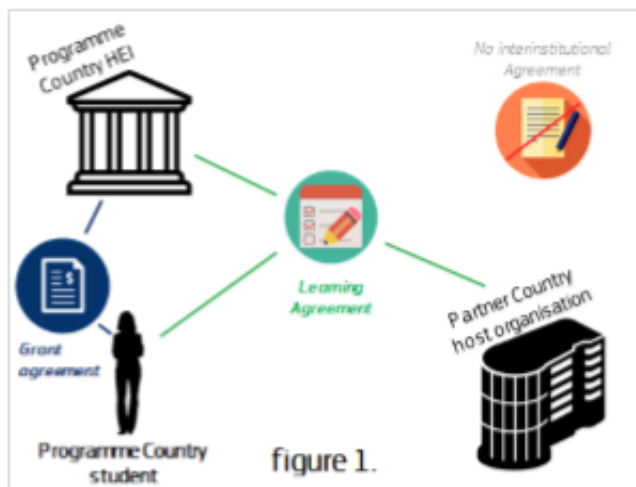 Programme
Country HEI
No interinstitutional
Agreement
$
Learning
Agreement
Partner Country
host organisation
Grant
agreement
Programme Country
student
figure 1.